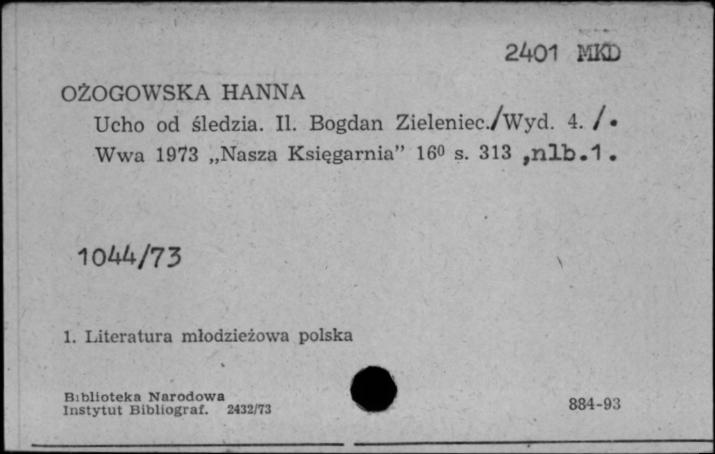 2401 MKD
OŻOGOWSKA HANNA
Ucho od śledzia. Il. Bogdan Zieleniec./Wyd. 4. /.
Wwa 1973 „Nasza Księgarnia” 16⁰ s. 313 ,nlb.1.
1044/73
1. Literatura młodzieżowa polska
Biblioteka Narodowa
Instytut Bibliograf. 2432/73
884-93